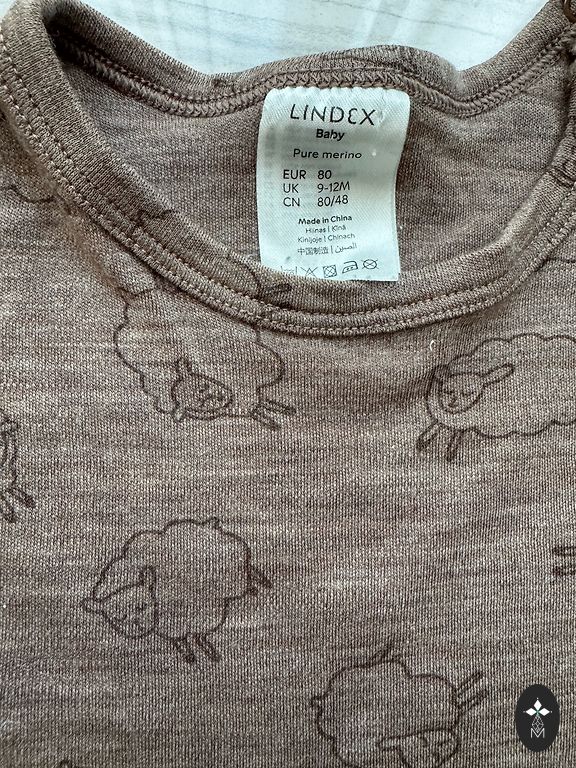 LINDEX
Baby
Pure merino
EUR 80
UK 9-12M
CN 80/48
Made in China
Hiinas | Ķīnā
Kinijoje | Chinach
中国制造 | الصين
M